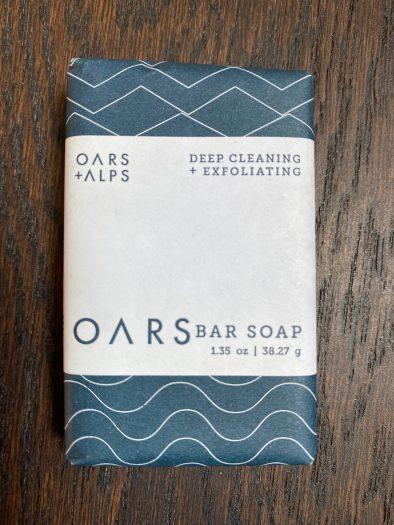 OARS
+ALPS
DEEP CLEANING
+ EXFOLIATING
OARS BAR SOAP
1.35 oz | 38.27 g